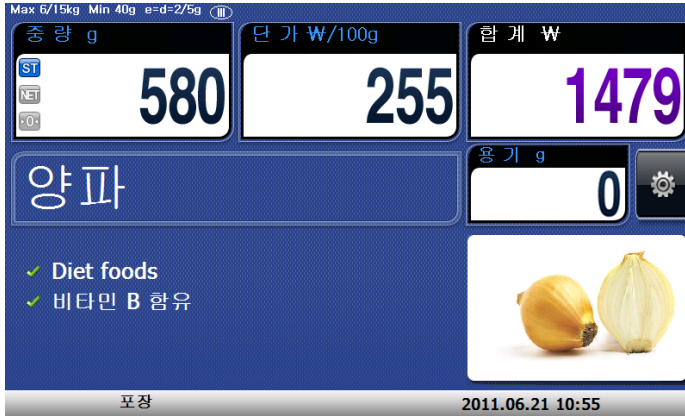 Max 6/15kg Min 40g e=d=2/5g III
중 량 g
단 가 ₩/100g
합 계 ₩
ST
NET
›0‹
580
255
1479
양파
용 기 g
0
Diet foods
비타민 B 함유
포장
2011.06.21 10:55